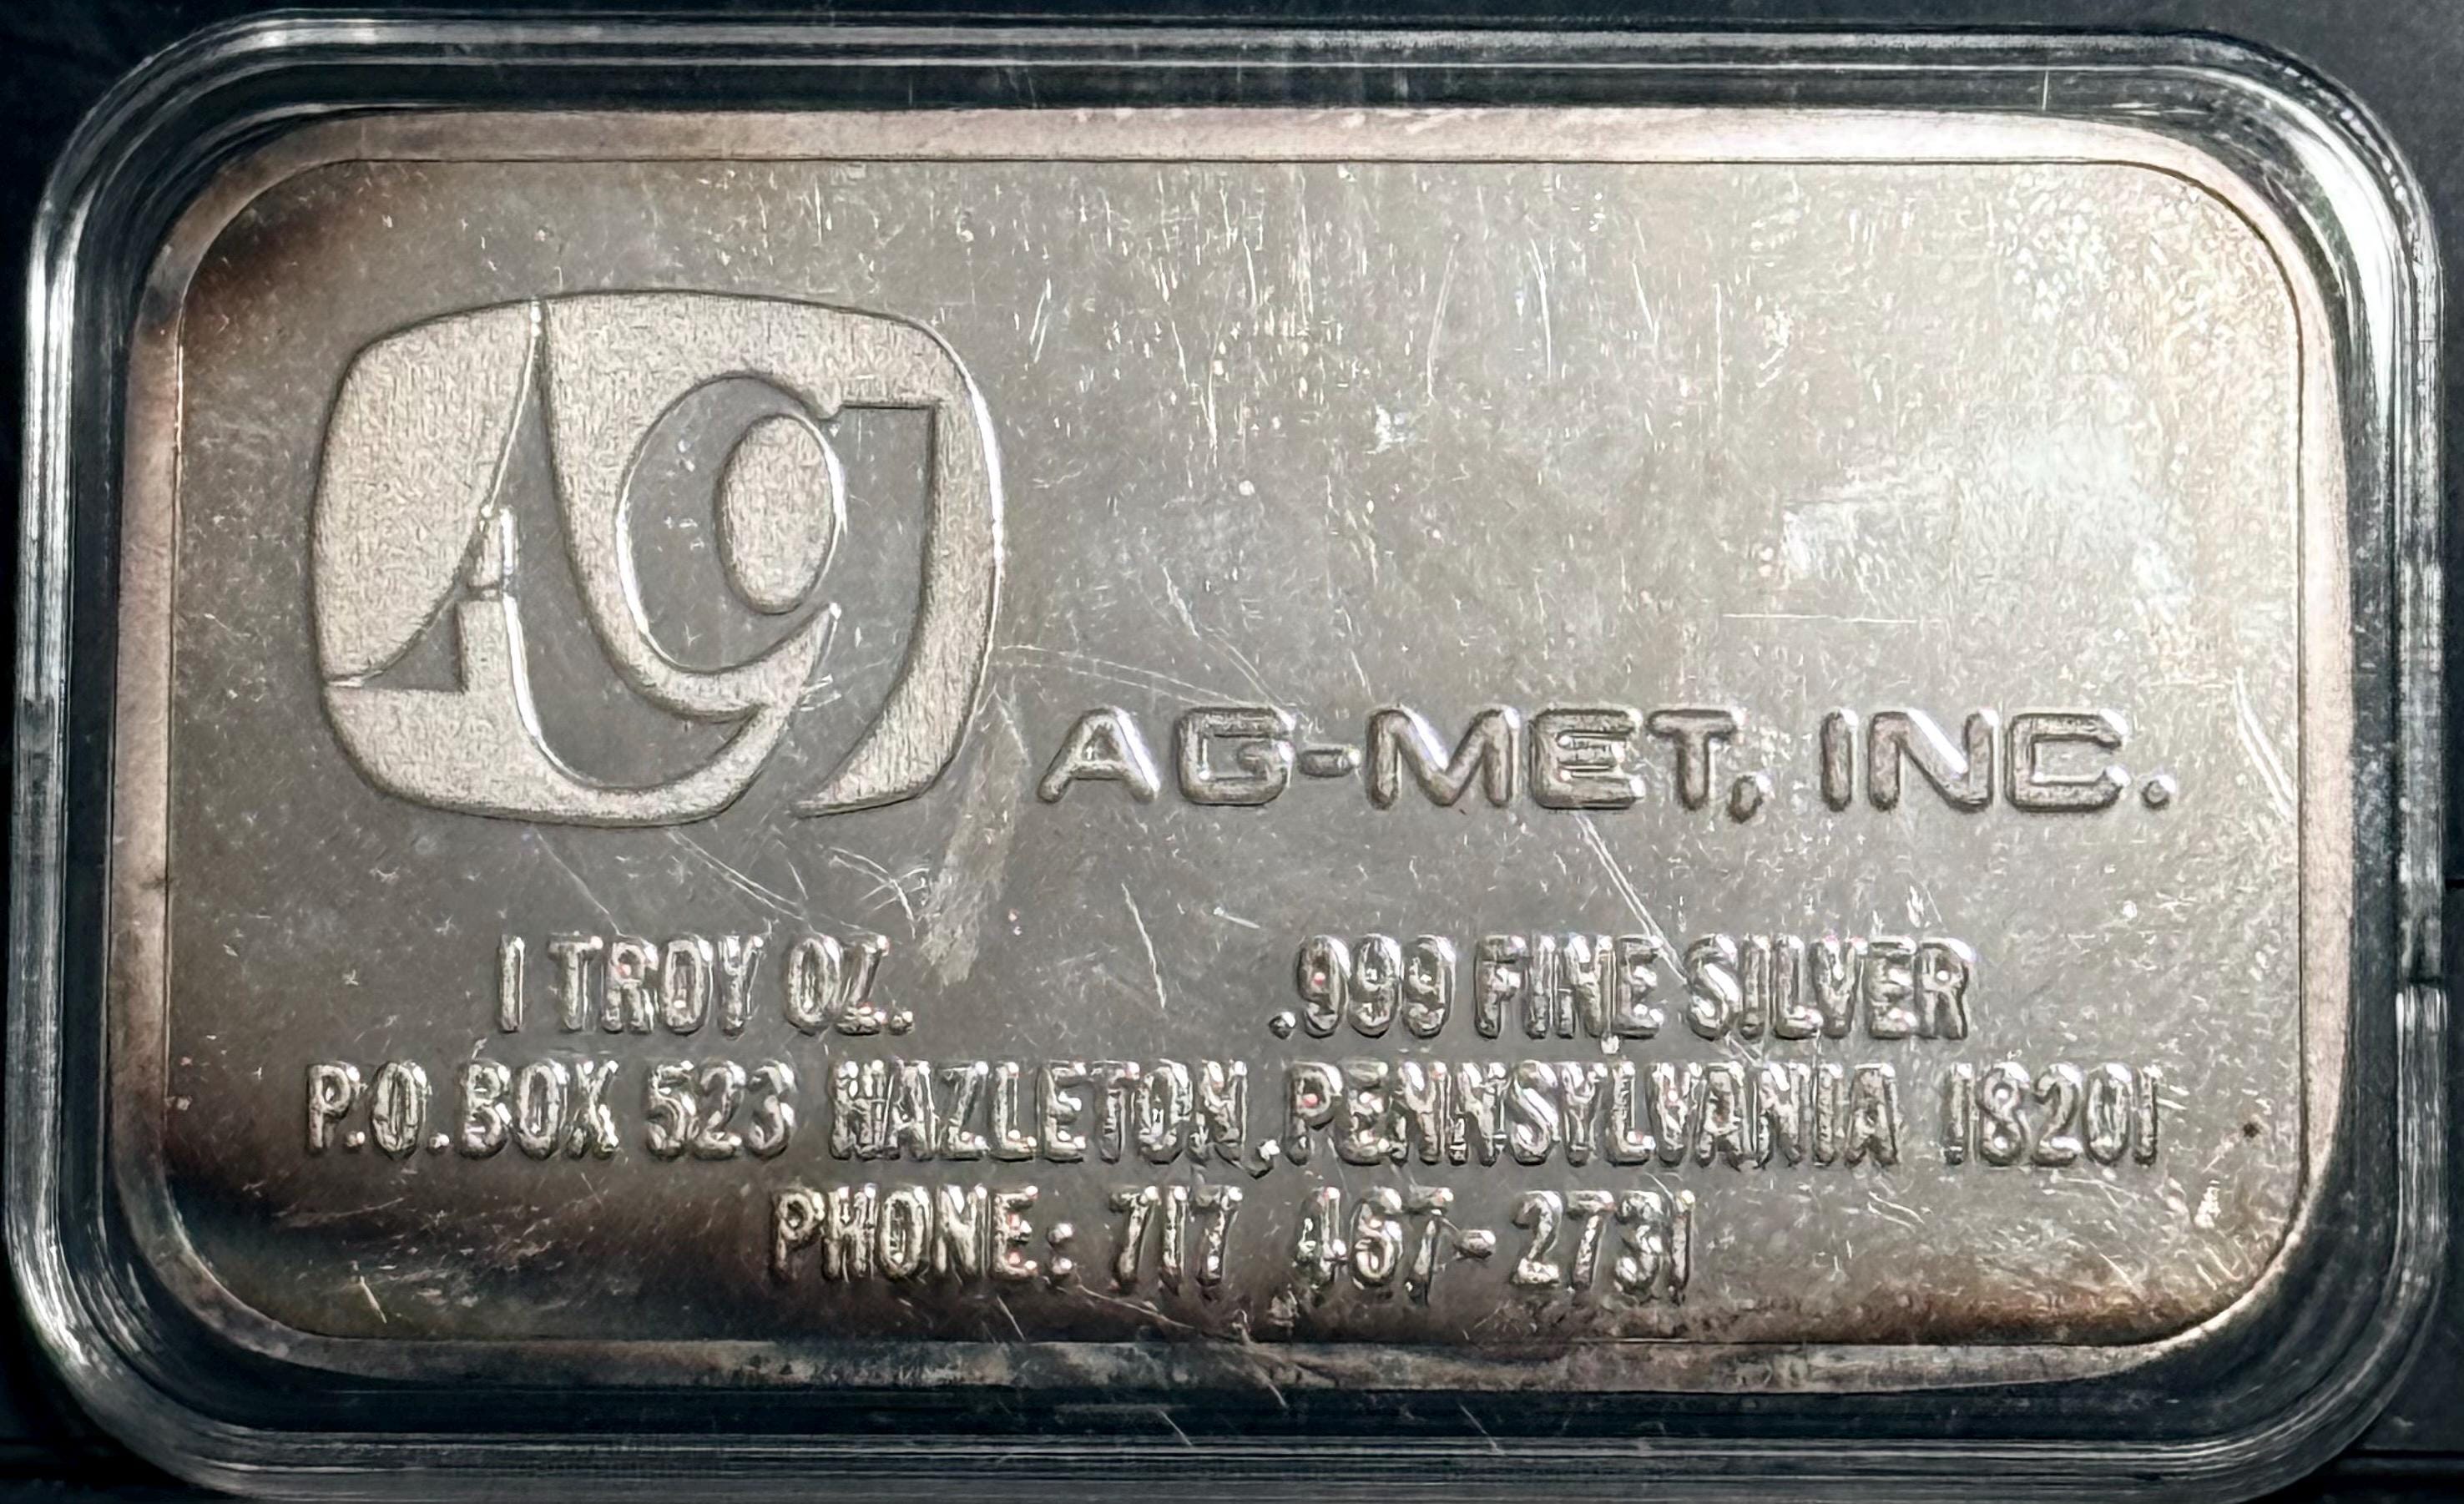 Ag
AG-MET, INC.
1 TROY OZ. .999 FINE SILVER
P.O. BOX 523 HAZLETON, PENNSYLVANIA 18201
PHONE: 717 467-2731